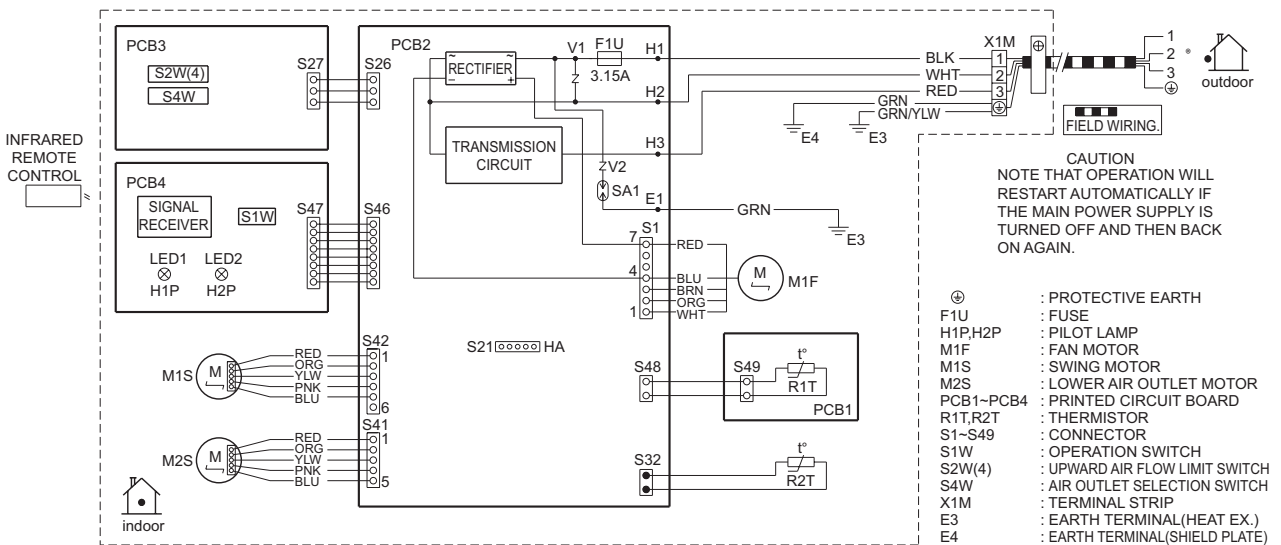 INFRARED
REMOTE
CONTROL
PCB3
S2W(4)
S4W
S27
S26
PCB4
SIGNAL
RECEIVER
S1W
S47
S46
LED1
LED2
H1P
H2P
M1S
M
RED
ORG
YLW
PNK
BLU
S42
1
6
M2S
M
RED
ORG
YLW
PNK
BLU
S41
1
5
indoor
PCB2
~ ~
RECTIFIER
− +
V1
F1U
3.15A
H1
H2
TRANSMISSION
CIRCUIT
H3
V2
SA1
E1
S1
7
4
1
S21
HA
GRN
E3
RED
BLU
BRN
ORG
WHT
M
M1F
S48
S49
t°
R1T
PCB1
S32
t°
R2T
BLK
WHT
RED
GRN
GRN/YLW
E4
E3
X1M
1
2
3
1
2
3
outdoor
FIELD WIRING.
CAUTION
NOTE THAT OPERATION WILL
RESTART AUTOMATICALLY IF
THE MAIN POWER SUPPLY IS
TURNED OFF AND THEN BACK
ON AGAIN.
: PROTECTIVE EARTH
F1U : FUSE
H1P,H2P : PILOT LAMP
M1F : FAN MOTOR
M1S : SWING MOTOR
M2S : LOWER AIR OUTLET MOTOR
PCB1~PCB4 : PRINTED CIRCUIT BOARD
R1T,R2T : THERMISTOR
S1~S49 : CONNECTOR
S1W : OPERATION SWITCH
S2W(4) : UPWARD AIR FLOW LIMIT SWITCH
S4W : AIR OUTLET SELECTION SWITCH
X1M : TERMINAL STRIP
E3 : EARTH TERMINAL(HEAT EX.)
E4 : EARTH TERMINAL(SHIELD PLATE)